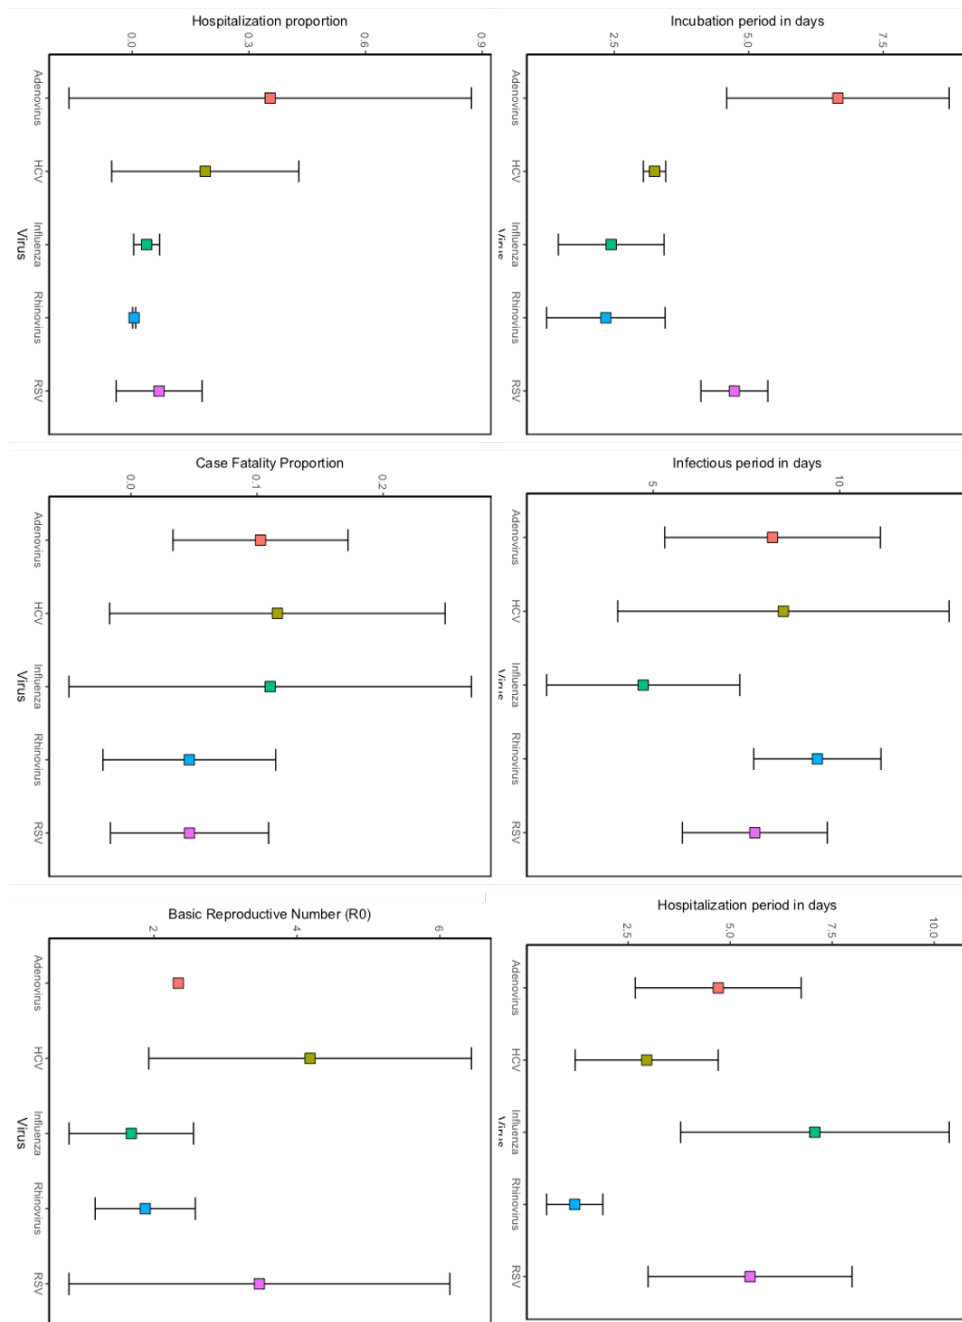 Hospitalization proportion
0.0
0.3
0.6
0.9
Adenovirus
HCV
Influenza
Rhinovirus
RSV
Virus
Incubation period in days
2.5
5.0
7.5
Adenovirus
HCV
Influenza
Rhinovirus
RSV
Virus
Case Fatality Proportion
0.0
0.1
0.2
Adenovirus
HCV
Influenza
Rhinovirus
RSV
Virus
Infectious period in days
5
10
Adenovirus
HCV
Influenza
Rhinovirus
RSV
Virus
Basic Reproductive Number (R0)
2
4
6
Adenovirus
HCV
Influenza
Rhinovirus
RSV
Virus
Hospitalization period in days
2.5
5.0
7.5
10.0
Adenovirus
HCV
Influenza
Rhinovirus
RSV
Virus